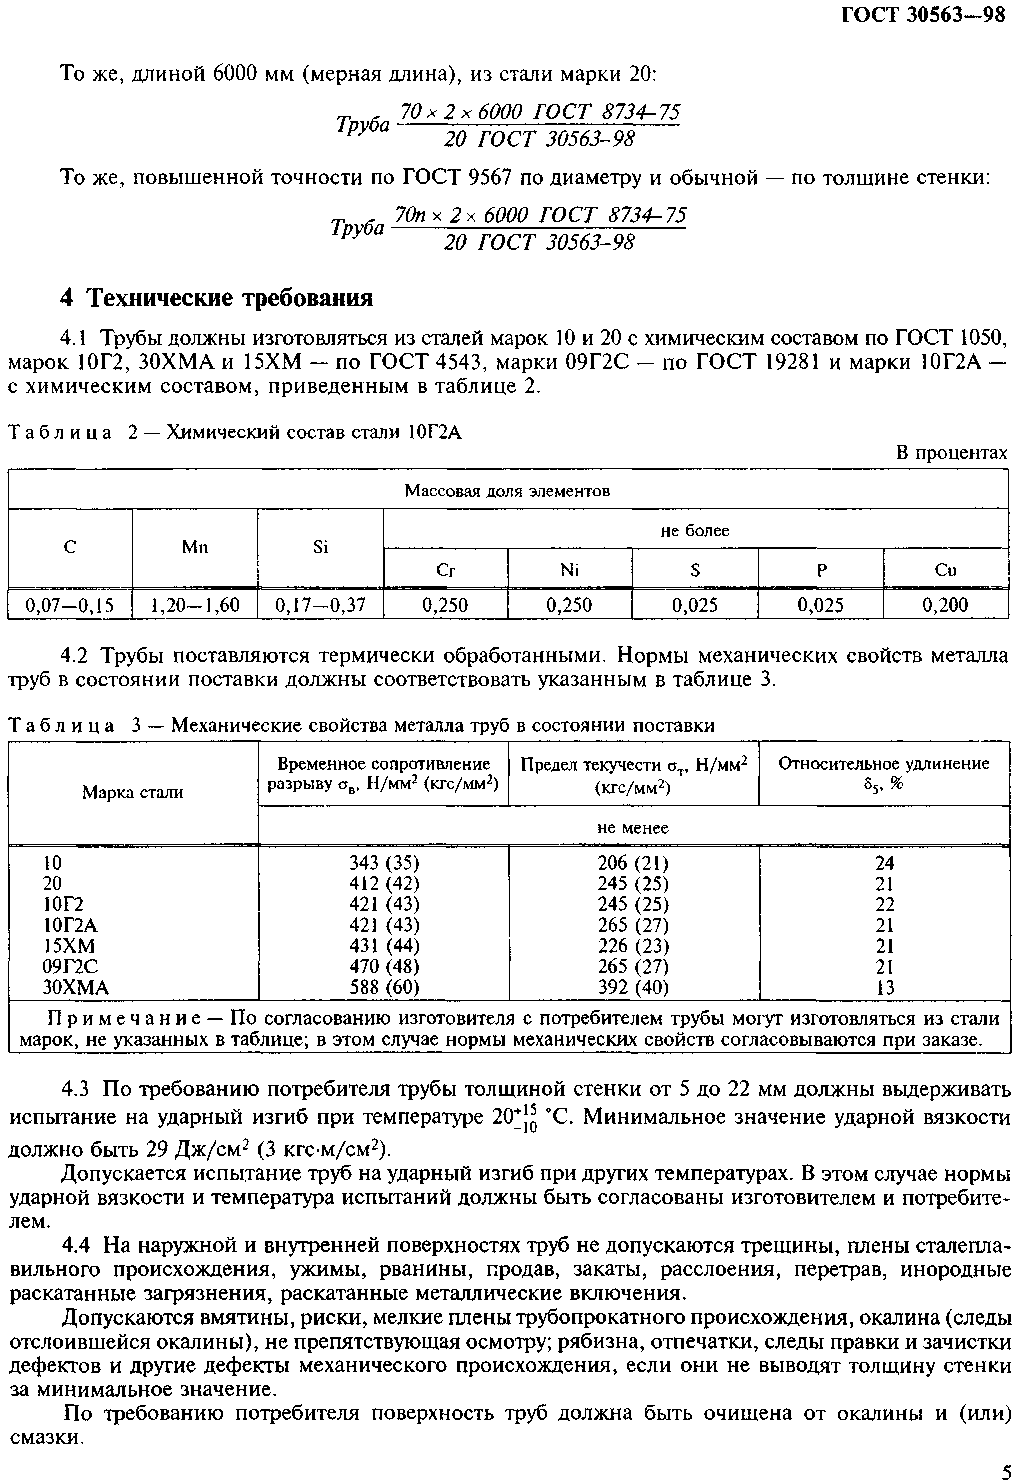 ГОСТ 30563—98
То же, длиной 6000 мм (мерная длина), из стали марки 20:
Труба 70 × 2 × 6000 ГОСТ 8734–75
20 ГОСТ 30563–98
То же, повышенной точности по ГОСТ 9567 по диаметру и обычной — по толщине стенки:
Труба 70п × 2 × 6000 ГОСТ 8734–75
20 ГОСТ 30563–98
4 Технические требования
4.1 Трубы должны изготовляться из сталей марок 10 и 20 с химическим составом по ГОСТ 1050,
марок 10Г2, 30ХМА и 15ХМ — по ГОСТ 4543, марки 09Г2С — по ГОСТ 19281 и марки 10Г2А —
с химическим составом, приведенным в таблице 2.
Таблица 2 — Химический состав стали 10Г2А
В процентах
Массовая доля элементов
C Mn Si не более
Cr Ni S P Cu
0,07—0,15 1,20—1,60 0,17—0,37 0,250 0,250 0,025 0,025 0,200
4.2 Трубы поставляются термически обработанными. Нормы механических свойств металла
труб в состоянии поставки должны соответствовать указанным в таблице 3.
Таблица 3 — Механические свойства металла труб в состоянии поставки
Марка стали Временное сопротивление разрыву σв, Н/мм² (кгс/мм²) Предел текучести σт, Н/мм² (кгс/мм²) Относительное удлинение δ5, %
не менее
10 343 (35) 206 (21) 24
20 412 (42) 245 (25) 21
10Г2 421 (43) 245 (25) 22
10Г2А 421 (43) 265 (27) 21
15ХМ 431 (44) 226 (23) 21
09Г2С 470 (48) 265 (27) 21
30ХМА 588 (60) 392 (40) 13
Примечание — По согласованию изготовителя с потребителем трубы могут изготовляться из стали
марок, не указанных в таблице; в этом случае нормы механических свойств согласовываются при заказе.
4.3 По требованию потребителя трубы толщиной стенки от 5 до 22 мм должны выдерживать
испытание на ударный изгиб при температуре 20⁺¹⁵₋₁₀ °С. Минимальное значение ударной вязкости
должно быть 29 Дж/см² (3 кгс·м/см²).
Допускается испытание труб на ударный изгиб при других температурах. В этом случае нормы
ударной вязкости и температура испытаний должны быть согласованы изготовителем и потребите-
лем.
4.4 На наружной и внутренней поверхностях труб не допускаются трещины, плены сталепла-
вильного происхождения, ужимы, рванины, продав, закаты, расслоения, перетрав, инородные
раскатанные загрязнения, раскатанные металлические включения.
Допускаются вмятины, риски, мелкие плены трубопрокатного происхождения, окалина (следы
отслоившейся окалины), не препятствующая осмотру; рябизна, отпечатки, следы правки и зачистки
дефектов и другие дефекты механического происхождения, если они не выводят толщину стенки
за минимальное значение.
По требованию потребителя поверхность труб должна быть очищена от окалины и (или)
смазки.
5